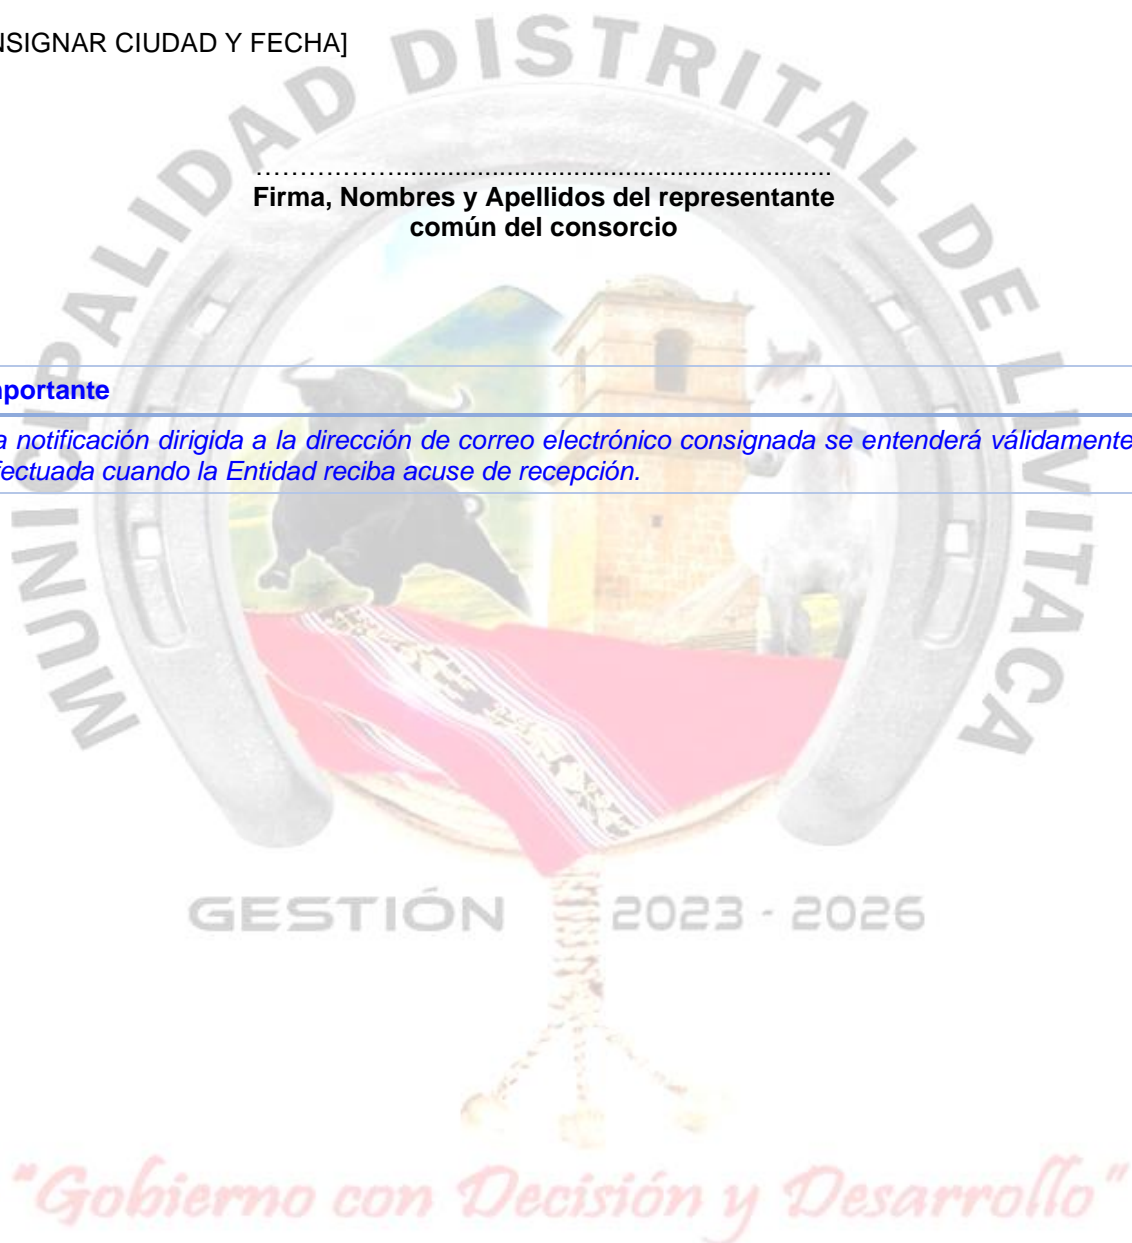 NSIGNAR CIUDAD Y FECHA]
MUNICIPALIDAD DISTRITAL DE LIVITACA
…….………..........................................................
Firma, Nombres y Apellidos del representante
común del consorcio
portante
a notificación dirigida a la dirección de correo electrónico consignada se entenderá válidamente
fectuada cuando la Entidad reciba acuse de recepción.
GESTIÓN 2023 - 2026
"Gobierno con Decisión y Desarrollo"